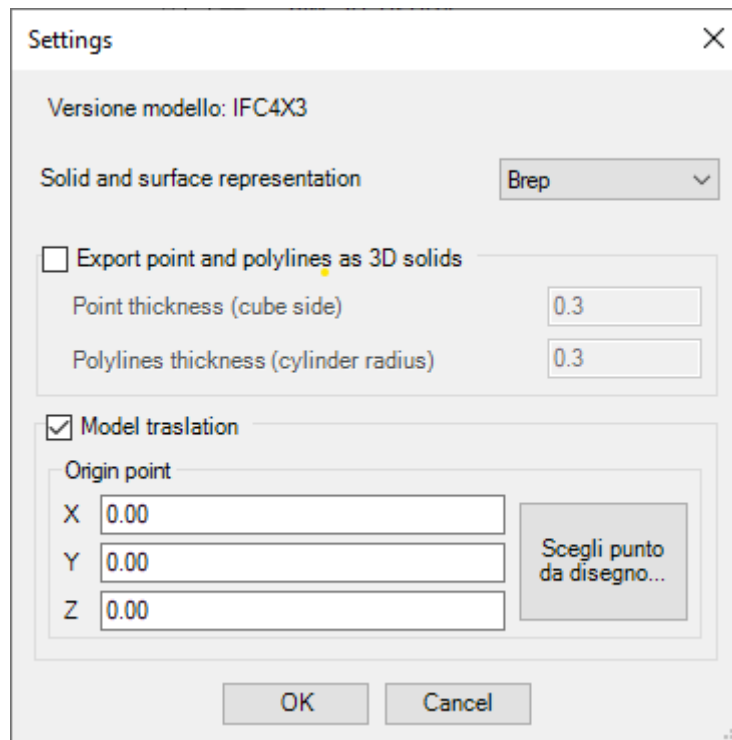 Settings
Versione modello: IFC4X3
Solid and surface representation
Brep
Export point and polylines as 3D solids
Point thickness (cube side)
0.3
Polylines thickness (cylinder radius)
0.3
Model traslation
Origin point
X
0.00
Y
0.00
Z
0.00
Scegli punto
da disegno...
OK
Cancel